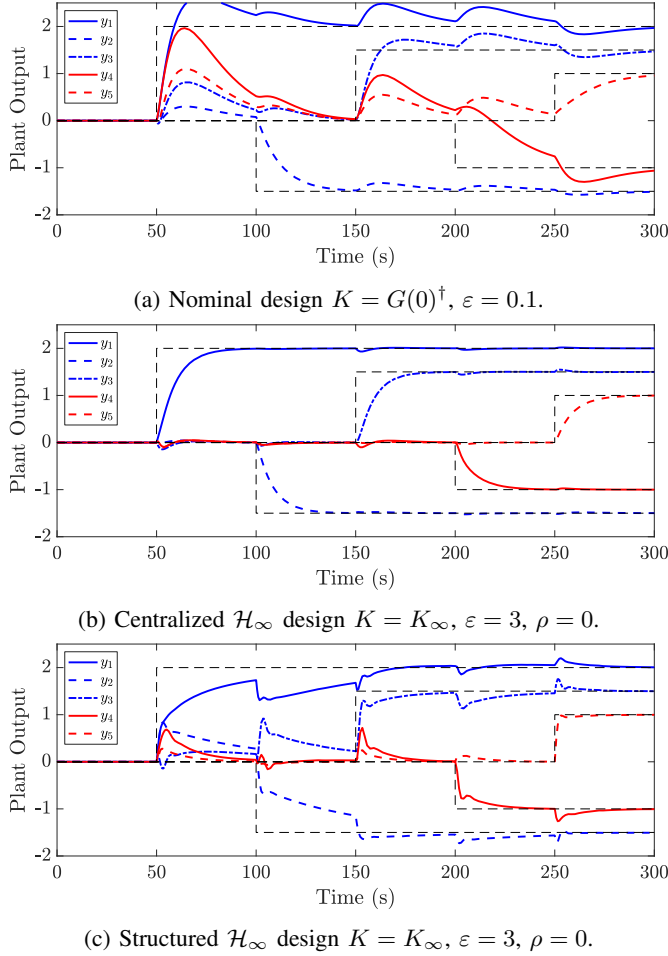 y1
y2
y3
y4
y5
Plant Output
2
1
0
-1
-2
0 50 100 150 200 250 300
Time (s)
(a) Nominal design K = G(0)†, ε = 0.1.
y1
y2
y3
y4
y5
Plant Output
2
1
0
-1
-2
0 50 100 150 200 250 300
Time (s)
(b) Centralized H∞ design K = K∞, ε = 3, ρ = 0.
y1
y2
y3
y4
y5
Plant Output
2
1
0
-1
-2
0 50 100 150 200 250 300
Time (s)
(c) Structured H∞ design K = K∞, ε = 3, ρ = 0.